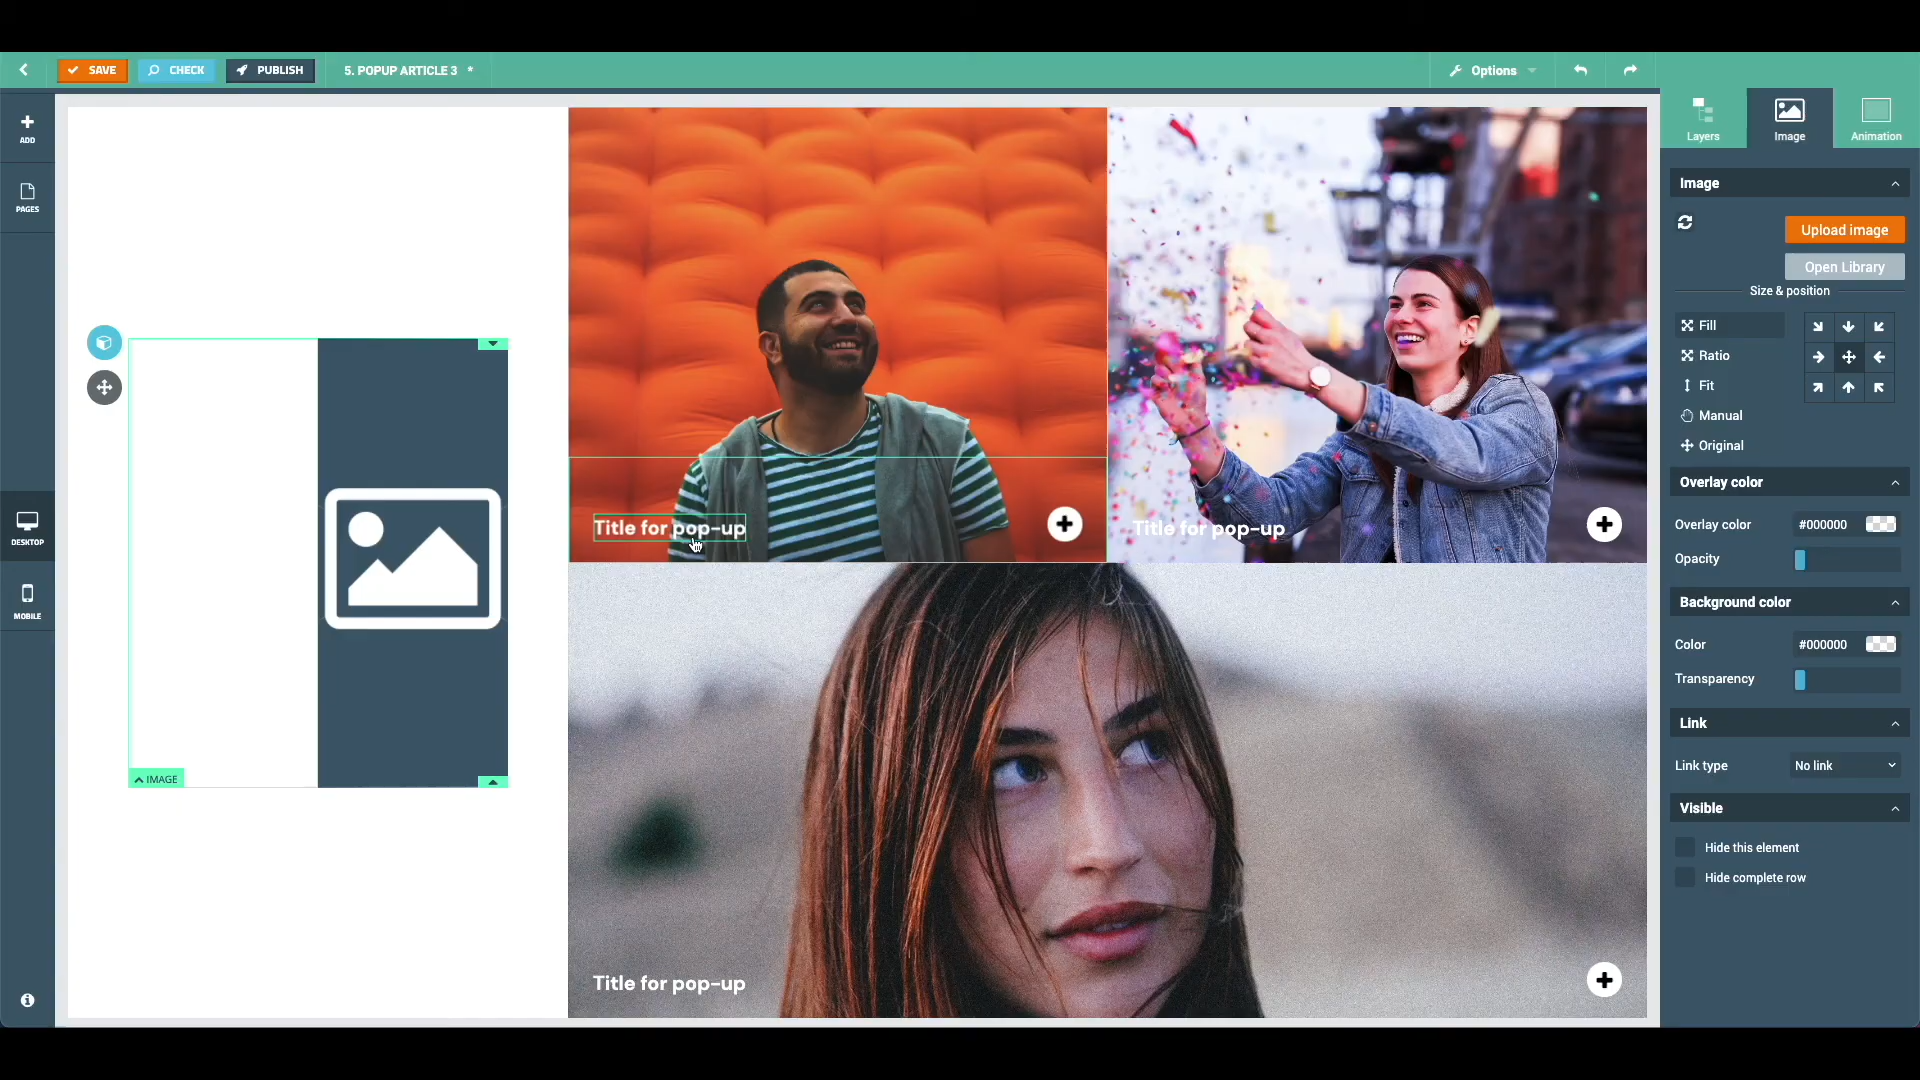 SAVE
CHECK
PUBLISH
5. POPUP ARTICLE 3 *
Options
ADD
PAGES
DESKTOP
MOBILE
IMAGE
Title for pop-up
Title for pop-up
Title for pop-up
Layers
Image
Animation
Image
Upload image
Open Library
Size & position
Fill
Ratio
Fit
Manual
Original
Overlay color
Overlay color #000000
Opacity
Background color
Color #000000
Transparency
Link
Link type No link
Visible
Hide this element
Hide complete row